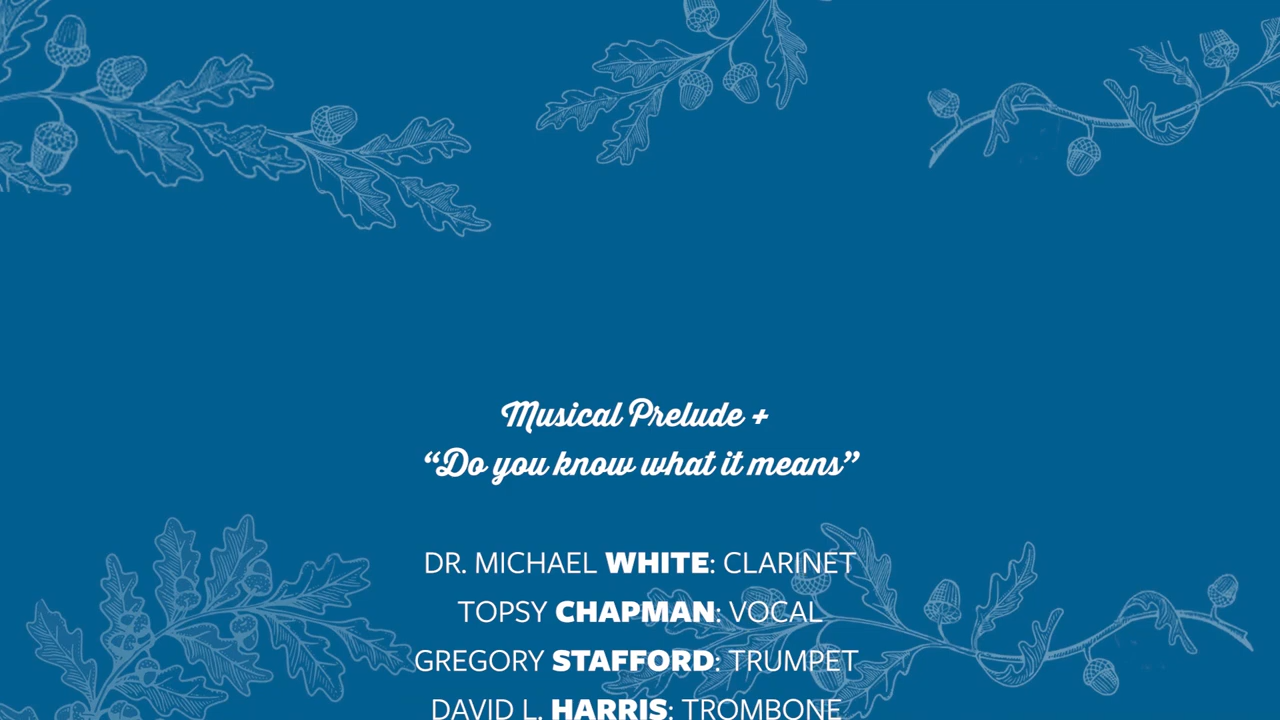 Musical Prelude +
“Do you know what it means”
DR. MICHAEL WHITE: CLARINET
TOPSY CHAPMAN: VOCAL
GREGORY STAFFORD: TRUMPET
DAVID L. HARRIS: TROMBONE